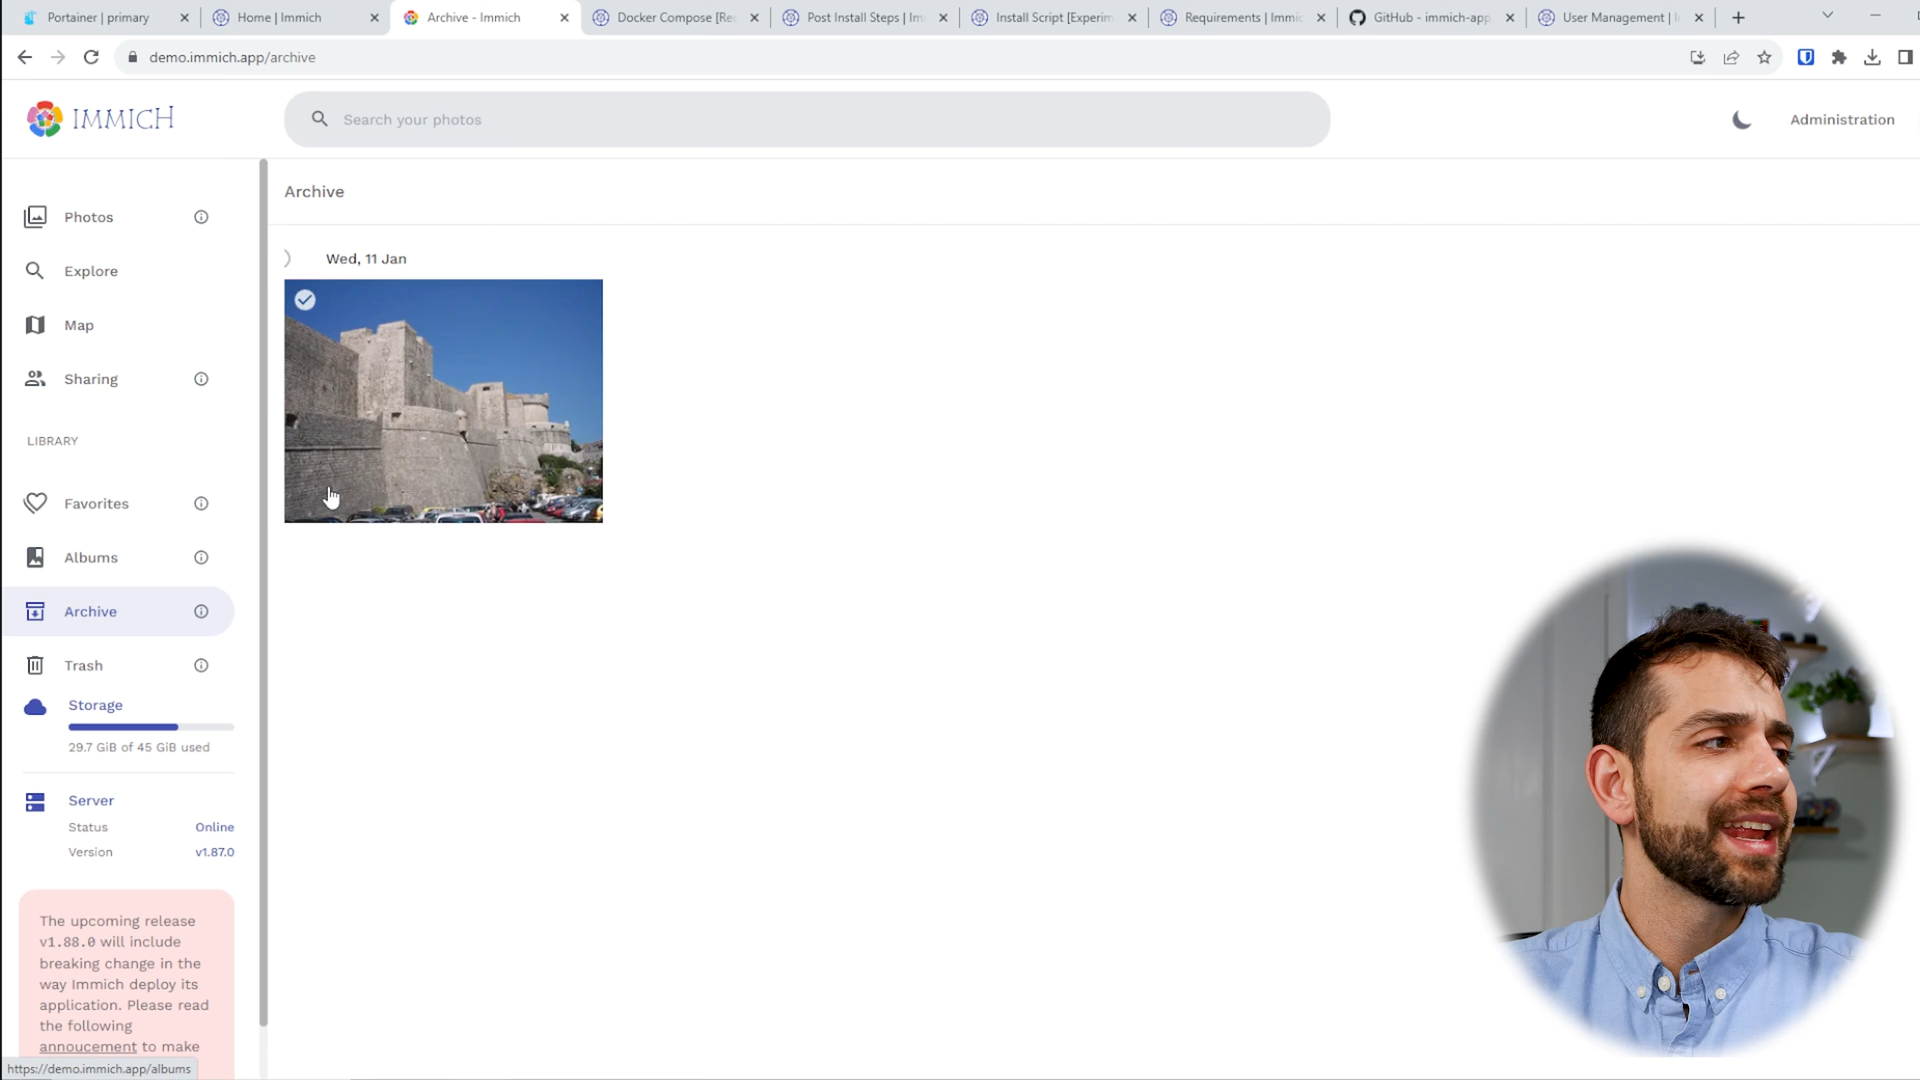 Portainer | primary
Home | Immich
Archive - Immich
Docker Compose [Rec
Post Install Steps | Im
Install Script [Experim
Requirements | Immic
GitHub - immich-app
User Management | I
demo.immich.app/archive
IMMICH
Search your photos
Administration
Photos
Explore
Map
Sharing
LIBRARY
Favorites
Albums
Archive
Trash
Storage
29.7 GiB of 45 GiB used
Server
Status Online
Version v1.87.0
The upcoming release
v1.88.0 will include
breaking change in the
way Immich deploy its
application. Please read
the following
annoucement to make
https://demo.immich.app/albums
Archive
Wed, 11 Jan